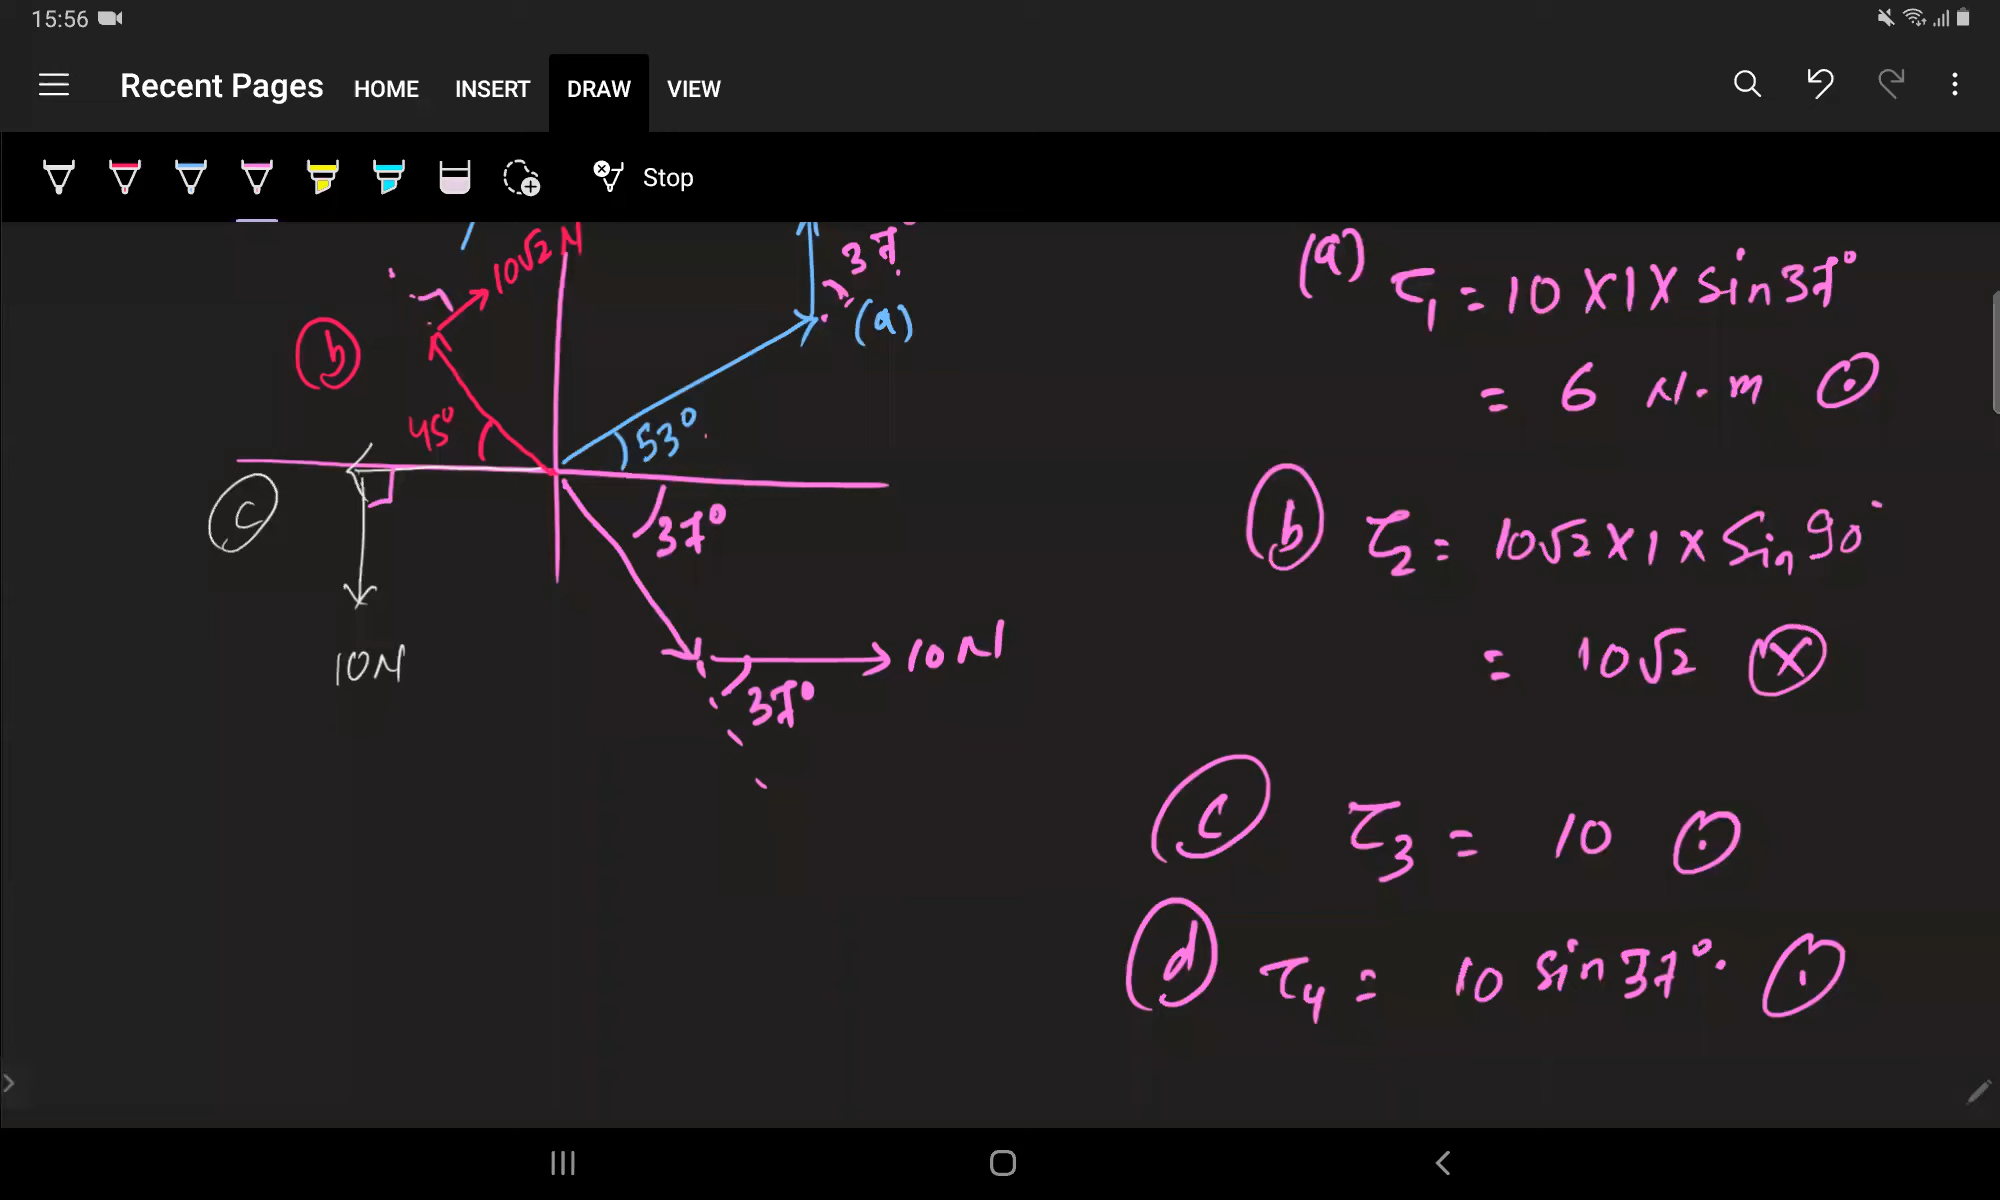 15:56
Recent Pages HOME INSERT DRAW VIEW
Stop
10√2 N
37°
(a)
(b)
45°
53°
(c)
37°
10N
10 N
37°
(a) τ₁ = 10 × 1 × sin 37°
= 6 N.m ⊙
(b) τ₂ = 10√2 × 1 × Sin 90°
= 10√2 ⊗
(c) τ₃ = 10 ⊙
(d) τ₄ = 10 sin 37°. ⊙